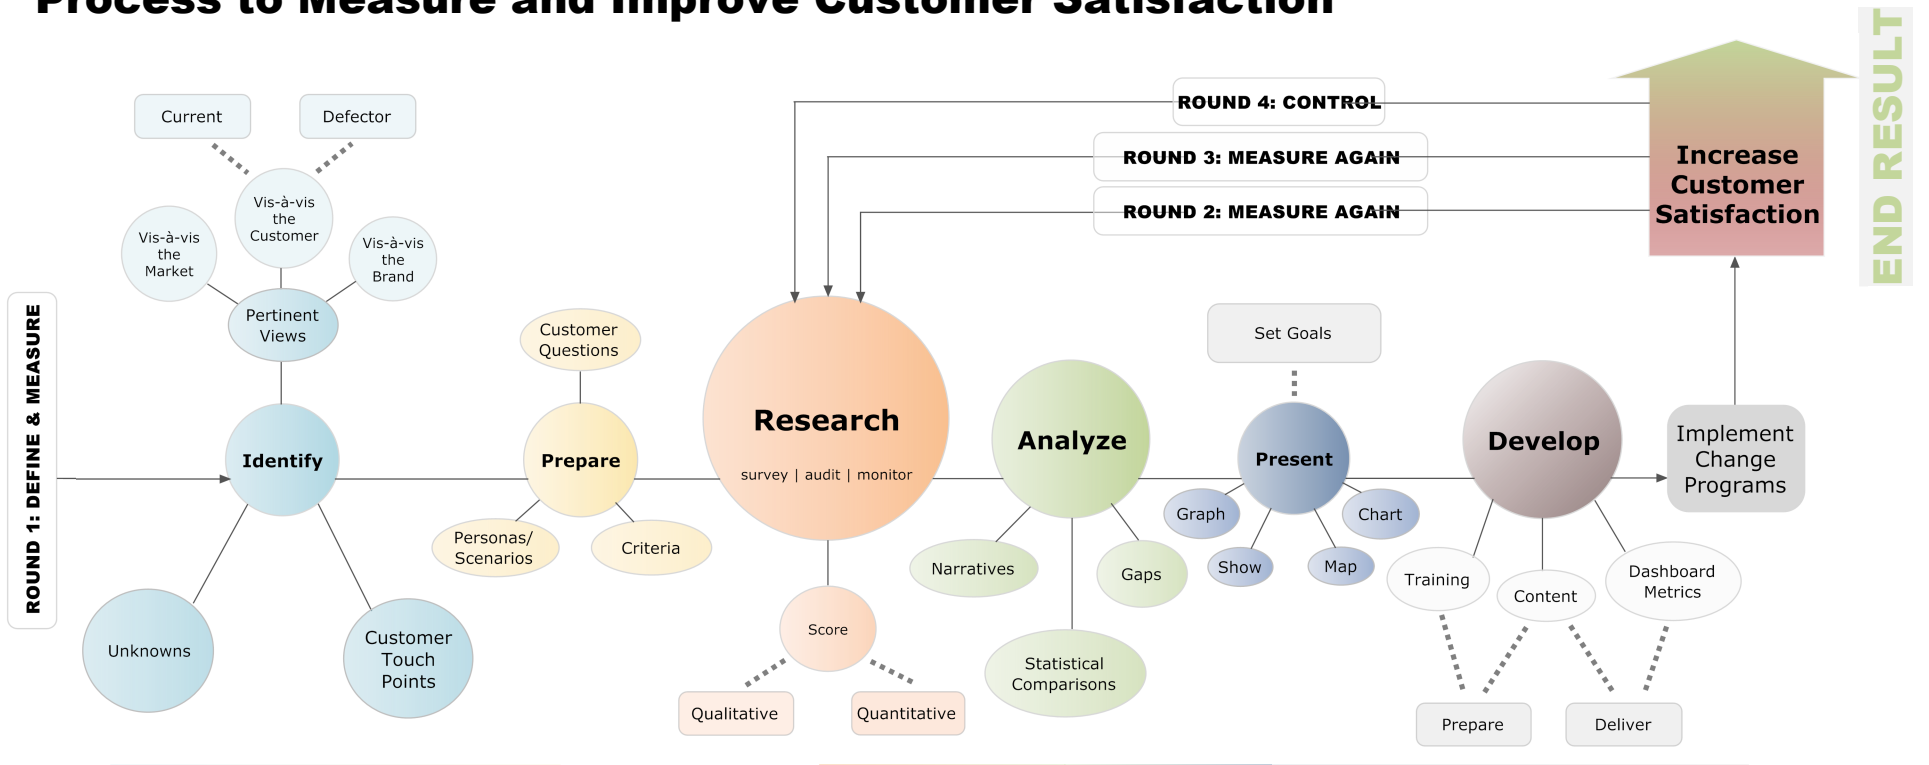 Process to Measure and Improve Customer Satisfaction
END RESULT
ROUND 4: CONTROL
ROUND 3: MEASURE AGAIN
ROUND 2: MEASURE AGAIN
Increase
Customer
Satisfaction
Current
Defector
Vis-à-vis
the
Customer
Vis-à-vis
the
Market
Vis-à-vis
the
Brand
Pertinent
Views
ROUND 1: DEFINE & MEASURE
Identify
Unknowns
Customer
Touch
Points
Customer
Questions
Prepare
Personas/
Scenarios
Criteria
Research
survey | audit | monitor
Score
Qualitative
Quantitative
Analyze
Narratives
Gaps
Statistical
Comparisons
Set Goals
Present
Graph
Chart
Show
Map
Develop
Training
Content
Dashboard
Metrics
Prepare
Deliver
Implement
Change
Programs